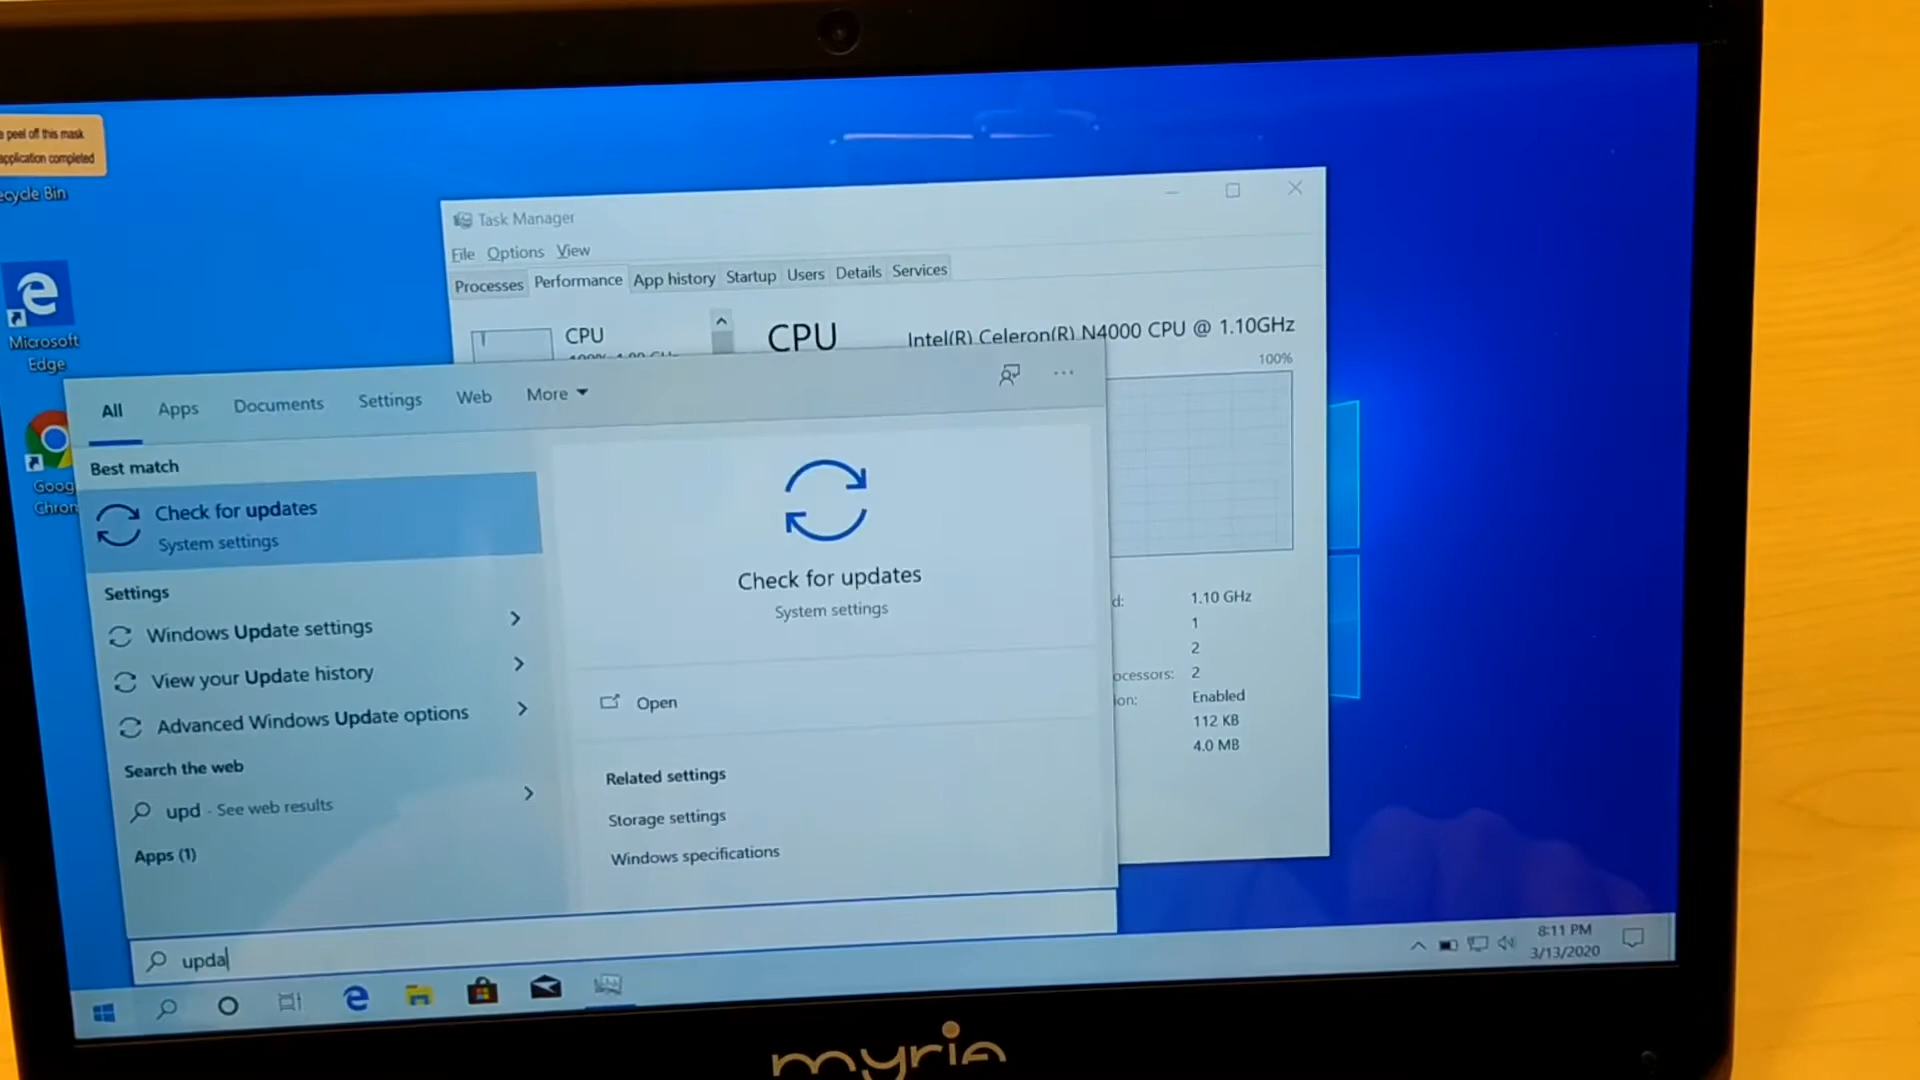 peel off this mask
application completed
ecycle Bin
Microsoft
Edge
Goog
Chron
Task Manager
File Options View
Processes Performance App history Startup Users Details Services
CPU
CPU
Intel(R) Celeron(R) N4000 CPU @ 1.10GHz
100%
All Apps Documents Settings Web More
Best match
Check for updates
System settings
Settings
Windows Update settings
View your Update history
Advanced Windows Update options
Search the web
upd - See web results
Apps (1)
Check for updates
System settings
Open
Related settings
Storage settings
Windows specifications
d: 1.10 GHz
1
2
ocessors: 2
ion: Enabled
112 KB
4.0 MB
upda
8:11 PM
3/13/2020
myria